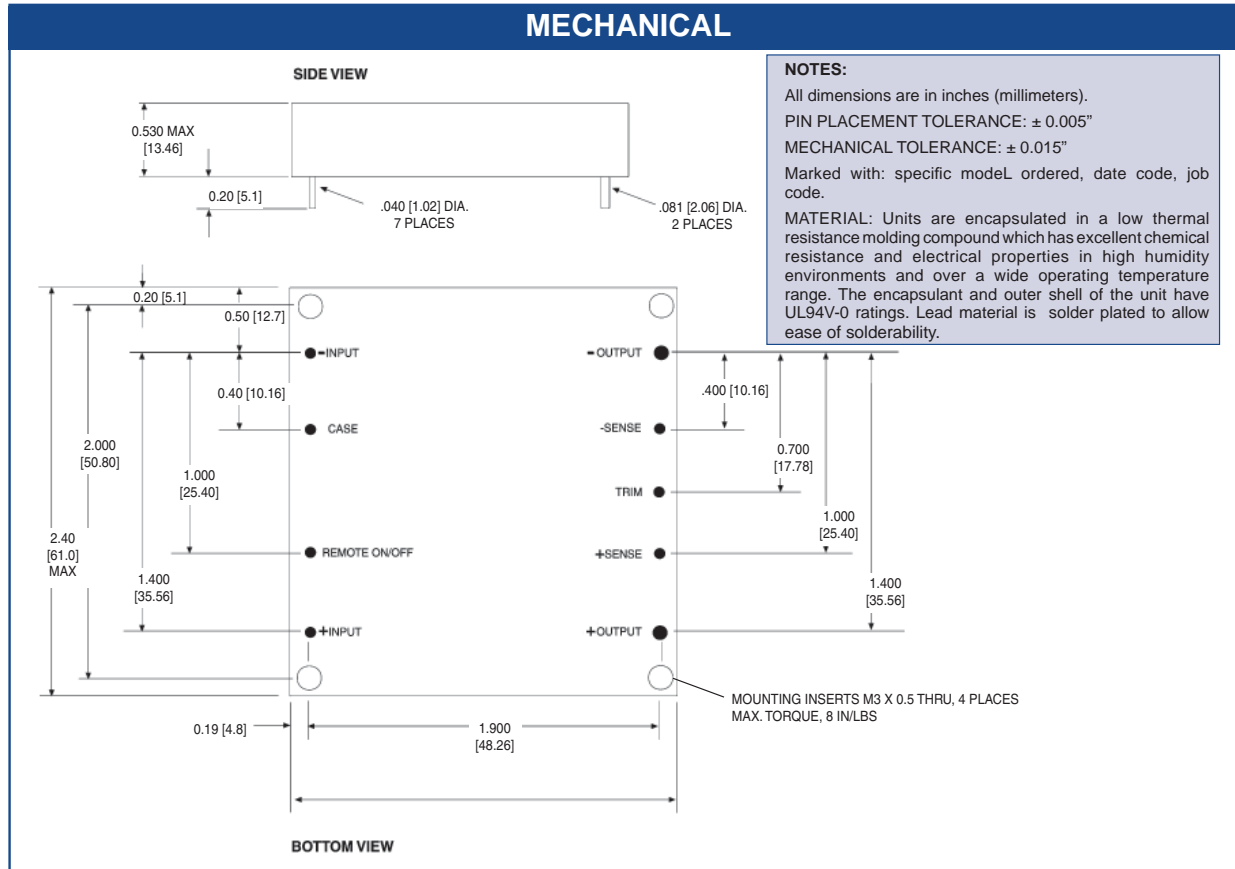 MECHANICAL
SIDE VIEW
0.530 MAX
[13.46]
0.20 [5.1]
.040 [1.02] DIA.
7 PLACES
.081 [2.06] DIA.
2 PLACES
NOTES:
All dimensions are in inches (millimeters).
PIN PLACEMENT TOLERANCE: ± 0.005”
MECHANICAL TOLERANCE: ± 0.015”
Marked with: specific modeL ordered, date code, job
code.
MATERIAL: Units are encapsulated in a low thermal
resistance molding compound which has excellent chemical
resistance and electrical properties in high humidity
environments and over a wide operating temperature
range. The encapsulant and outer shell of the unit have
UL94V-0 ratings. Lead material is solder plated to allow
ease of solderability.
0.20 [5.1]
0.50 [12.7]
-INPUT
-OUTPUT
0.40 [10.16]
.400 [10.16]
CASE
-SENSE
2.000
[50.80]
0.700
[17.78]
1.000
[25.40]
TRIM
1.000
[25.40]
2.40
[61.0]
MAX
REMOTE ON/OFF
+SENSE
1.400
[35.56]
1.400
[35.56]
+INPUT
+OUTPUT
MOUNTING INSERTS M3 X 0.5 THRU, 4 PLACES
MAX. TORQUE, 8 IN/LBS
0.19 [4.8]
1.900
[48.26]
BOTTOM VIEW